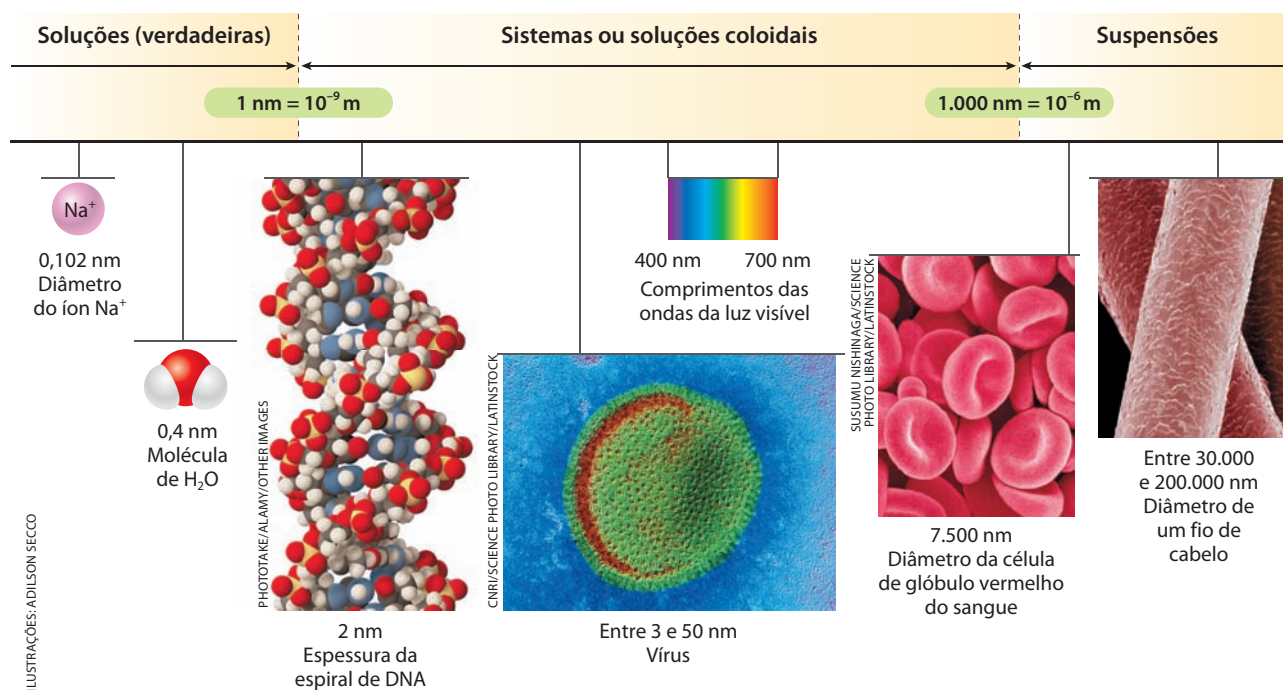 Soluções (verdadeiras)
Sistemas ou soluções coloidais
Suspensões
1 nm = 10⁻⁹ m
1.000 nm = 10⁻⁶ m
Na⁺
0,102 nm
Diâmetro
do íon Na⁺
0,4 nm
Molécula
de H₂O
ILUSTRAÇÕES: ADILSON SECCO
PHOTOTAKE/ALAMY/OTHER IMAGES
2 nm
Espessura da
espiral de DNA
CNRI/SCIENCE PHOTO LIBRARY/LATINSTOCK
Entre 3 e 50 nm
Vírus
400 nm 700 nm
Comprimentos das
ondas da luz visível
SUSUMU NISHINAGA/SCIENCE
PHOTO LIBRARY/LATINSTOCK
7.500 nm
Diâmetro da célula
de glóbulo vermelho
do sangue
Entre 30.000
e 200.000 nm
Diâmetro de
um fio de
cabelo